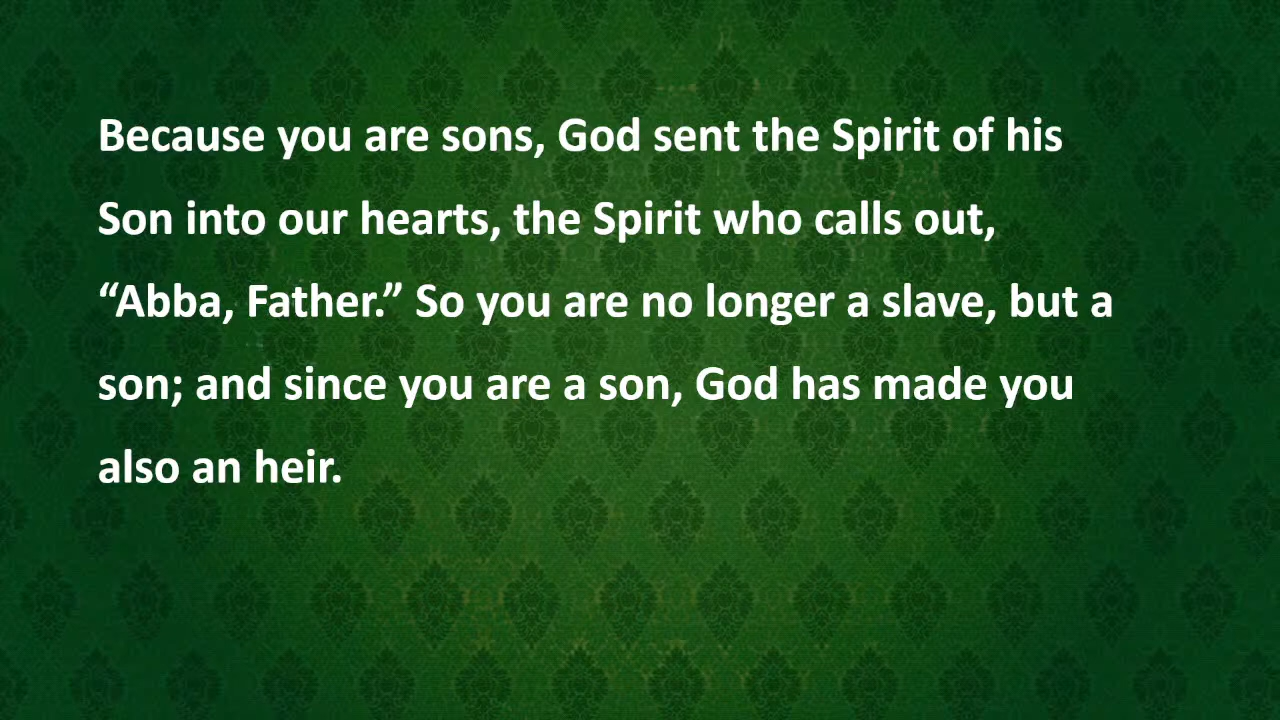 Because you are sons, God sent the Spirit of his
Son into our hearts, the Spirit who calls out,
“Abba, Father.” So you are no longer a slave, but a
son; and since you are a son, God has made you
also an heir.